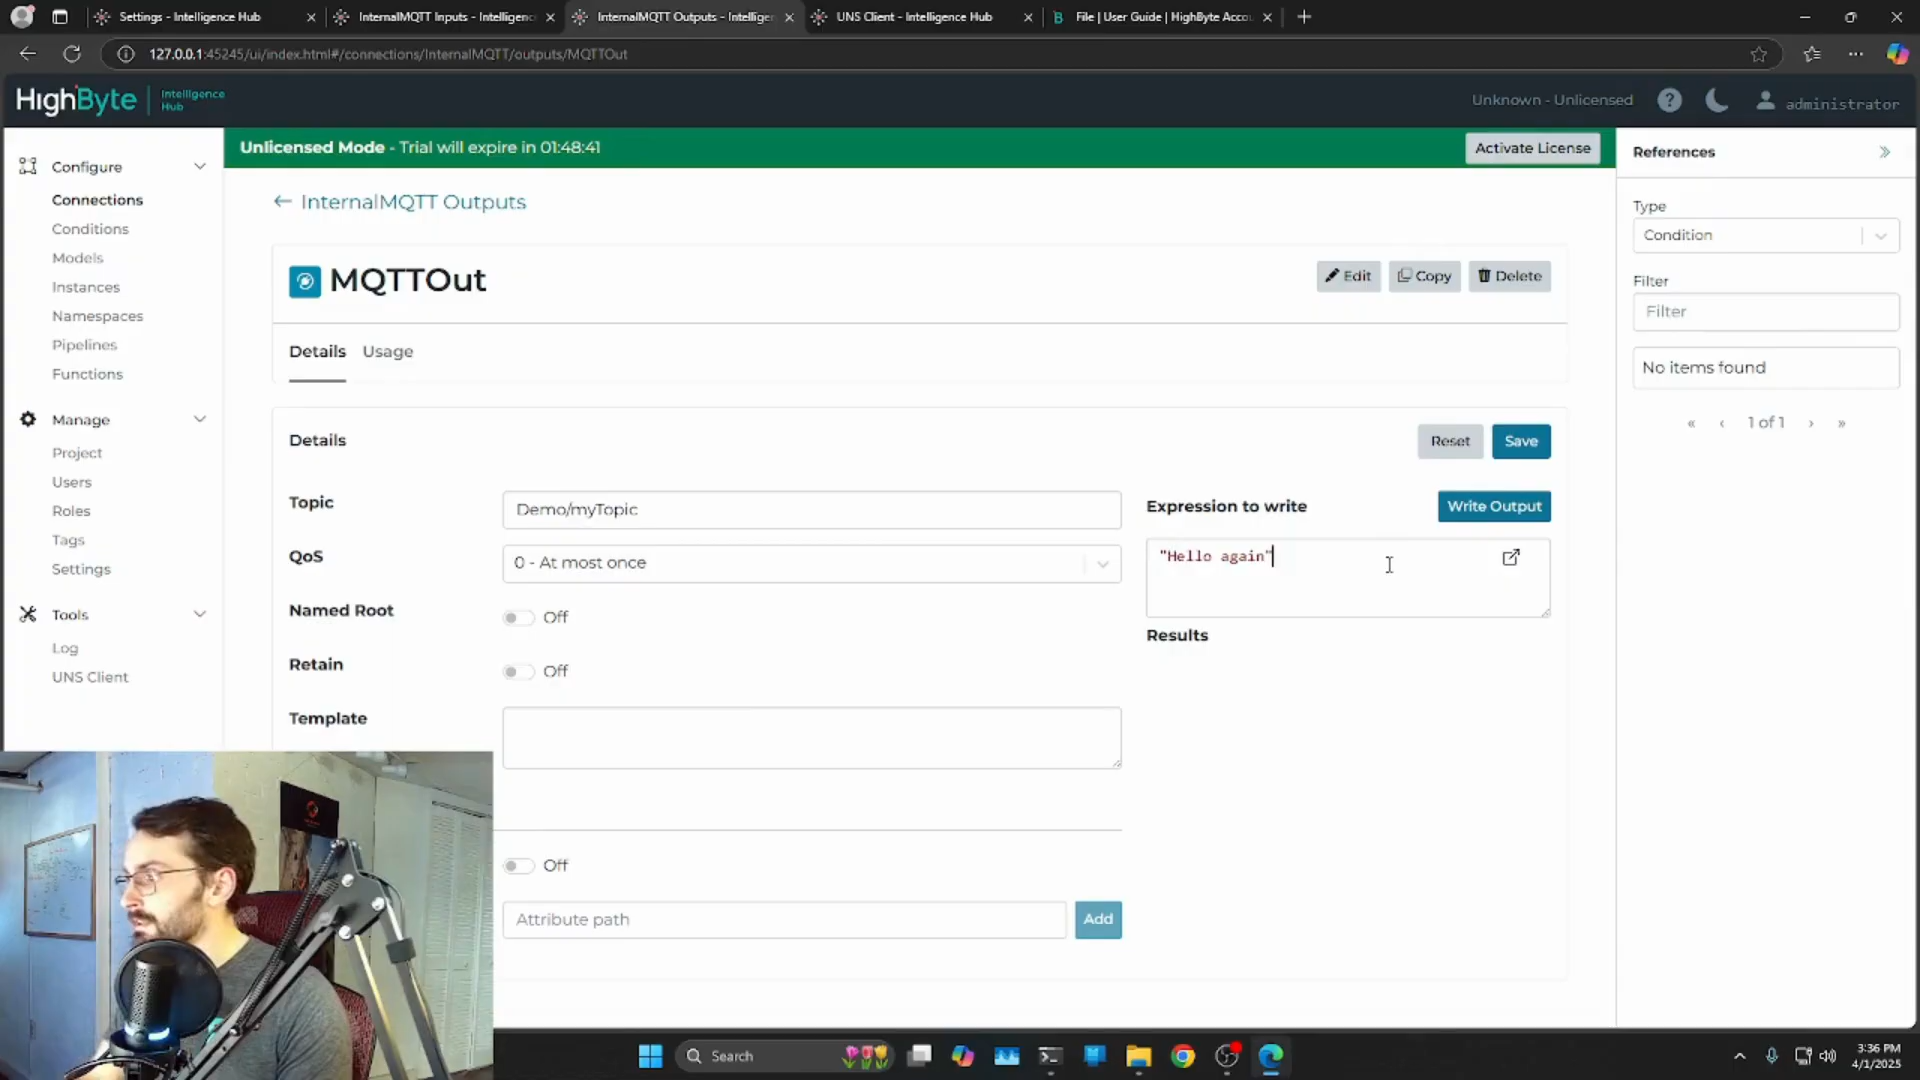 Settings - Intelligence Hub
InternalMQTT Inputs - Intelligenc
InternalMQTT Outputs - Intelliger
UNS Client - Intelligence Hub
File | User Guide | HighByte Acco
127.0.0.1:45245/ui/index.html#/connections/InternalMQTT/outputs/MQTTOut
HighByte
Intelligence
Hub
Unknown - Unlicensed
administrator
Configure
Connections
Conditions
Models
Instances
Namespaces
Pipelines
Functions
Manage
Project
Users
Roles
Tags
Settings
Tools
Log
UNS Client
Unlicensed Mode - Trial will expire in 01:48:41
Activate License
InternalMQTT Outputs
MQTTOut
Edit
Copy
Delete
Details
Usage
Details
Reset
Save
Topic
Demo/myTopic
QoS
0 - At most once
Named Root
Off
Retain
Off
Template
Off
Attribute path
Add
Expression to write
Write Output
"Hello again"
Results
References
Type
Condition
Filter
Filter
No items found
« ‹ 1 of 1 › »
Search
3:36 PM
4/1/2025